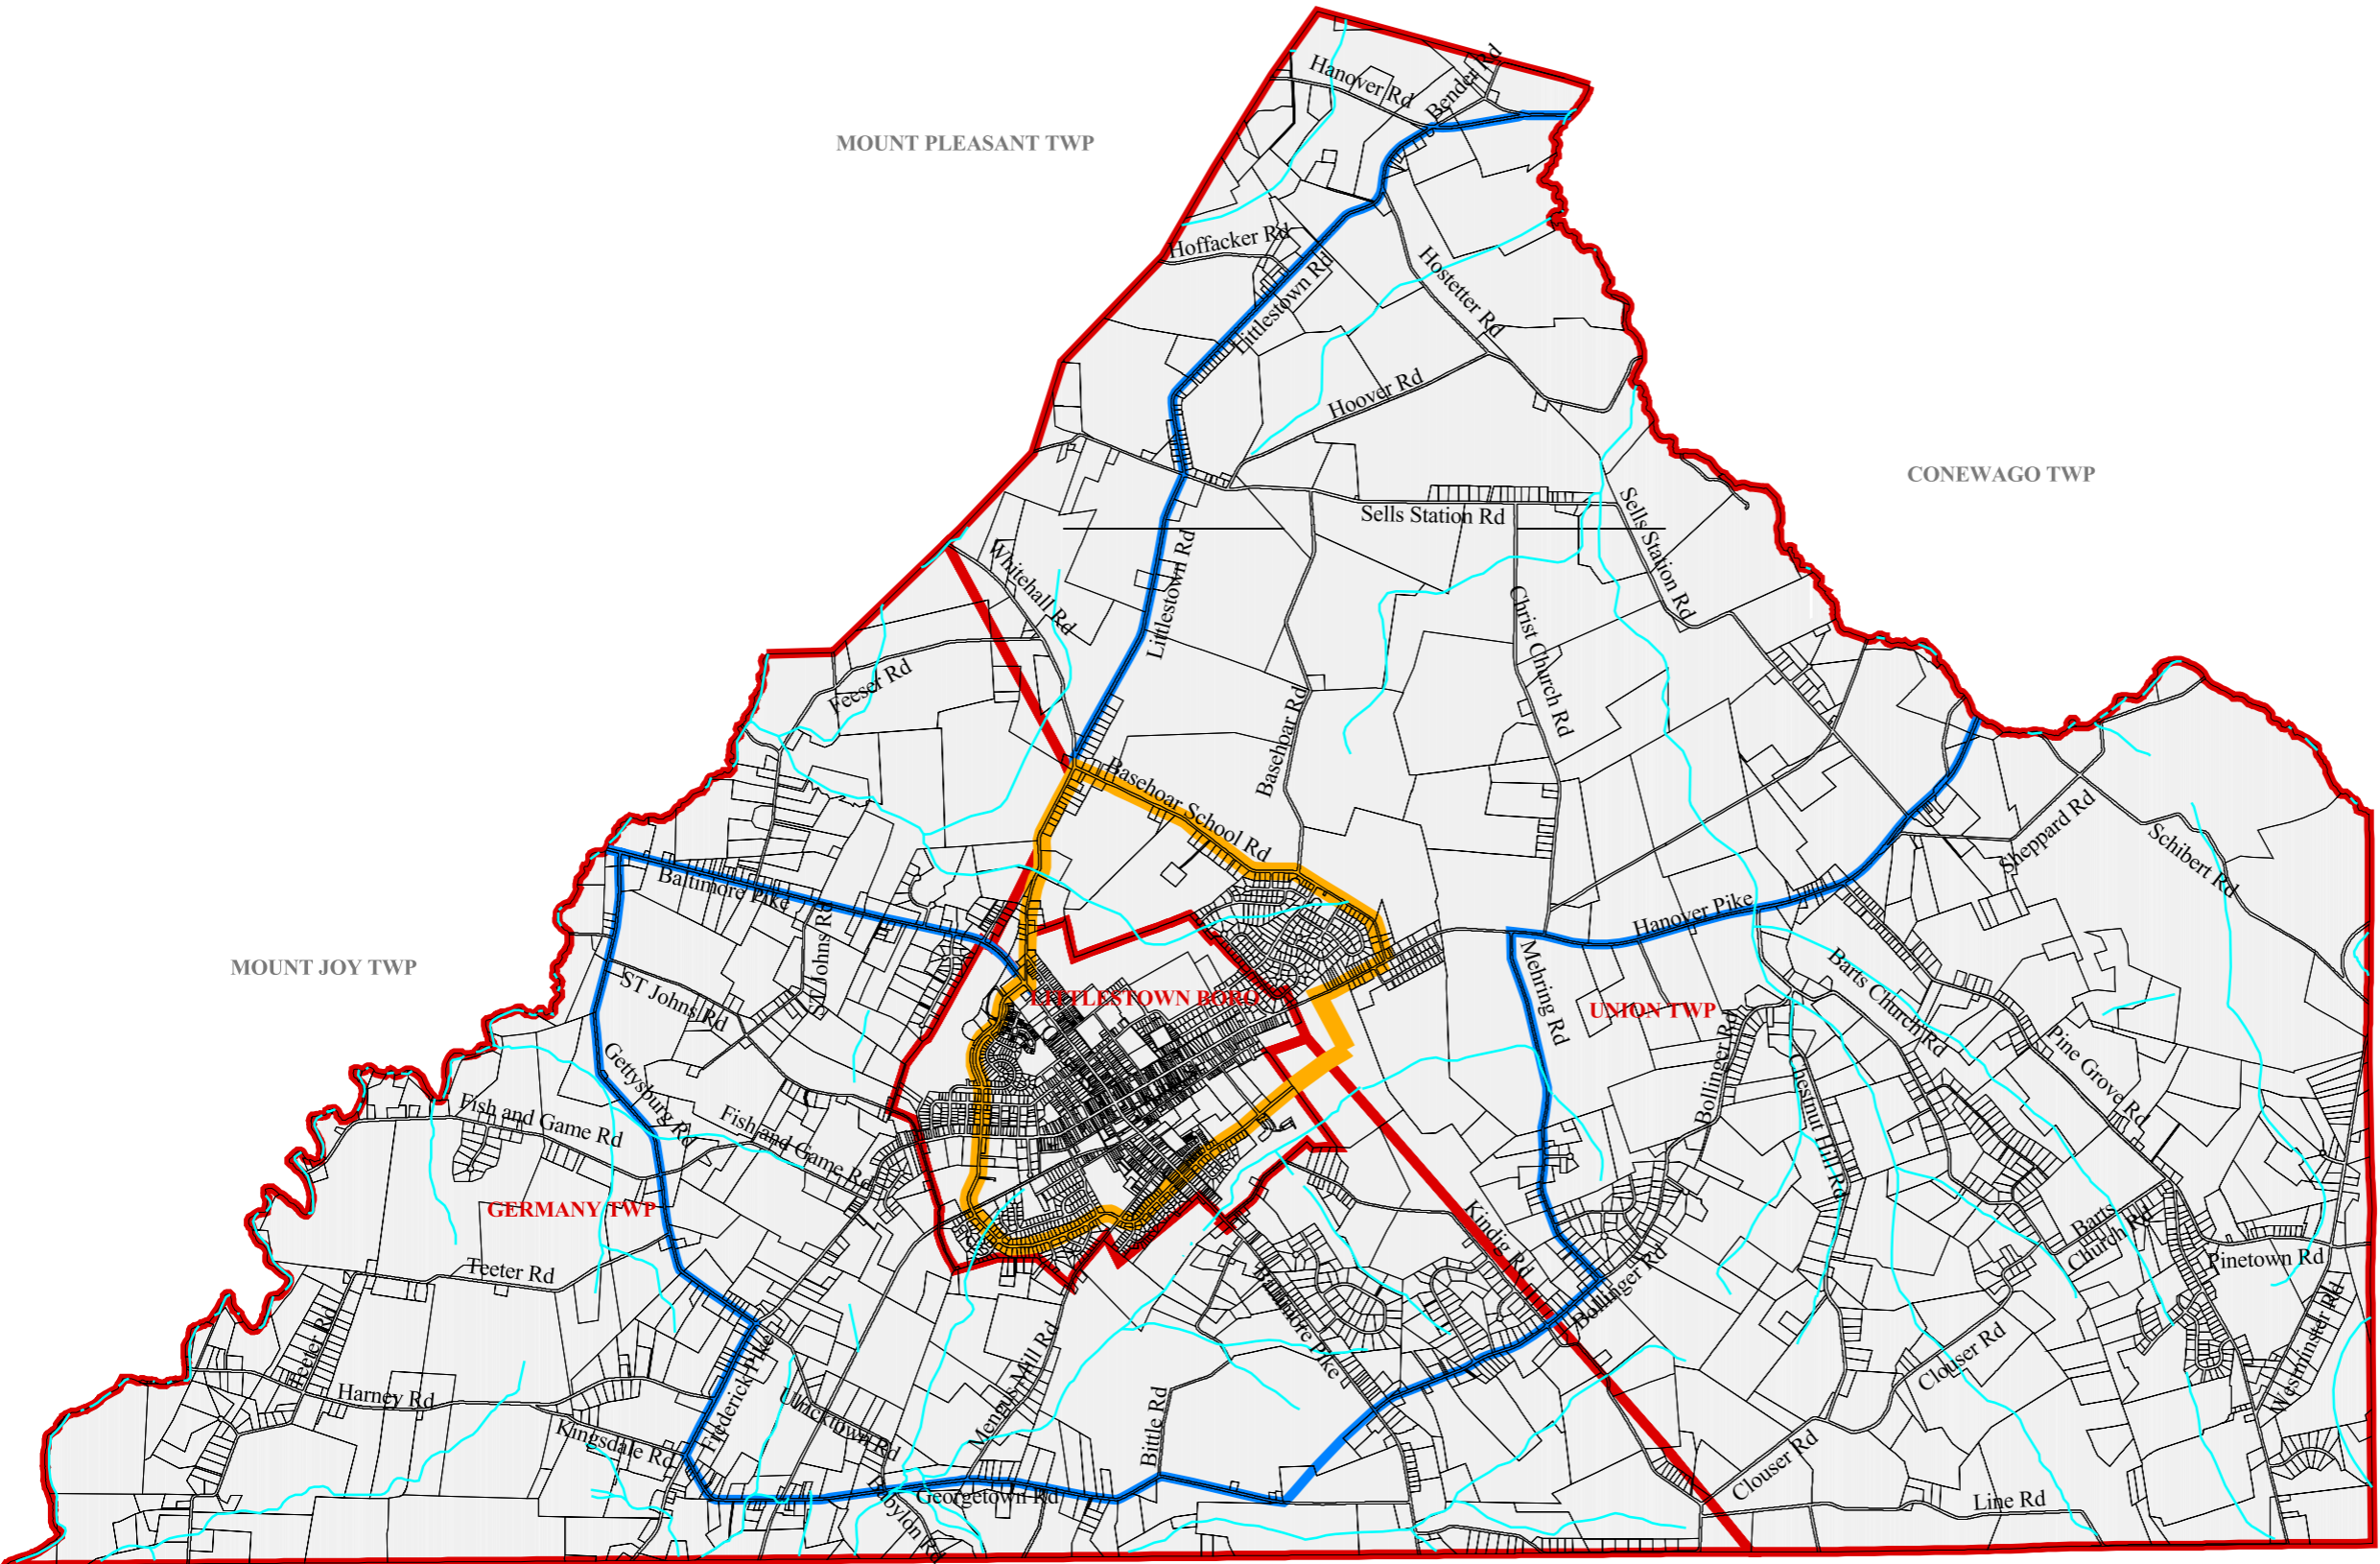 Hanover Rd
Bender Rd
MOUNT PLEASANT TWP
Hoffacker Rd
Littlestown Rd
Hostetter Rd
Hoover Rd
CONEWAGO TWP
Sells Station Rd
Sells Station Rd
Whitehall Rd
Littlestown Rd
Christ Church Rd
Feeser Rd
Basehoar Rd
Basehoar School Rd
Sheppard Rd
Schibert Rd
Baltimore Pike
St Johns Rd
Hanover Pike
MOUNT JOY TWP
ST Johns Rd
LITTLESTOWN BORO
Mehring Rd
UNION TWP
Barts Church Rd
Pine Grove Rd
Bollinger Rd
Chestnut Hill Rd
Gettysburg Rd
Fish and Game Rd
Fish and Game Rd
GERMANY TWP
Kindig Rd
Barts
Church Rd
Pinetown Rd
Teeter Rd
Teeter Rd
Baltimore Pike
Bollinger Rd
Westminster Rd
Harney Rd
Frederick Pike
Ulricktown Rd
Mengus Mill Rd
Bittle Rd
Clouser Rd
Kingsdale Rd
Clouser Rd
Georgetown Rd
Babylon Rd
Line Rd